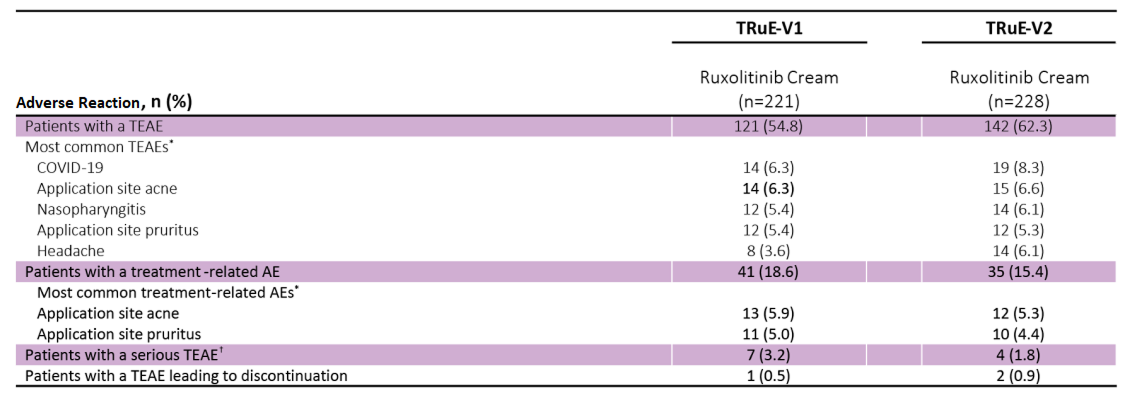 TRuE-V1 TRuE-V2
Ruxolitinib Cream Ruxolitinib Cream
Adverse Reaction, n (%) (n=221) (n=228)
Patients with a TEAE 121 (54.8) 142 (62.3)
Most common TEAEs*
COVID-19 14 (6.3) 19 (8.3)
Application site acne 14 (6.3) 15 (6.6)
Nasopharyngitis 12 (5.4) 14 (6.1)
Application site pruritus 12 (5.4) 12 (5.3)
Headache 8 (3.6) 14 (6.1)
Patients with a treatment -related AE 41 (18.6) 35 (15.4)
Most common treatment-related AEs*
Application site acne 13 (5.9) 12 (5.3)
Application site pruritus 11 (5.0) 10 (4.4)
Patients with a serious TEAE† 7 (3.2) 4 (1.8)
Patients with a TEAE leading to discontinuation 1 (0.5) 2 (0.9)